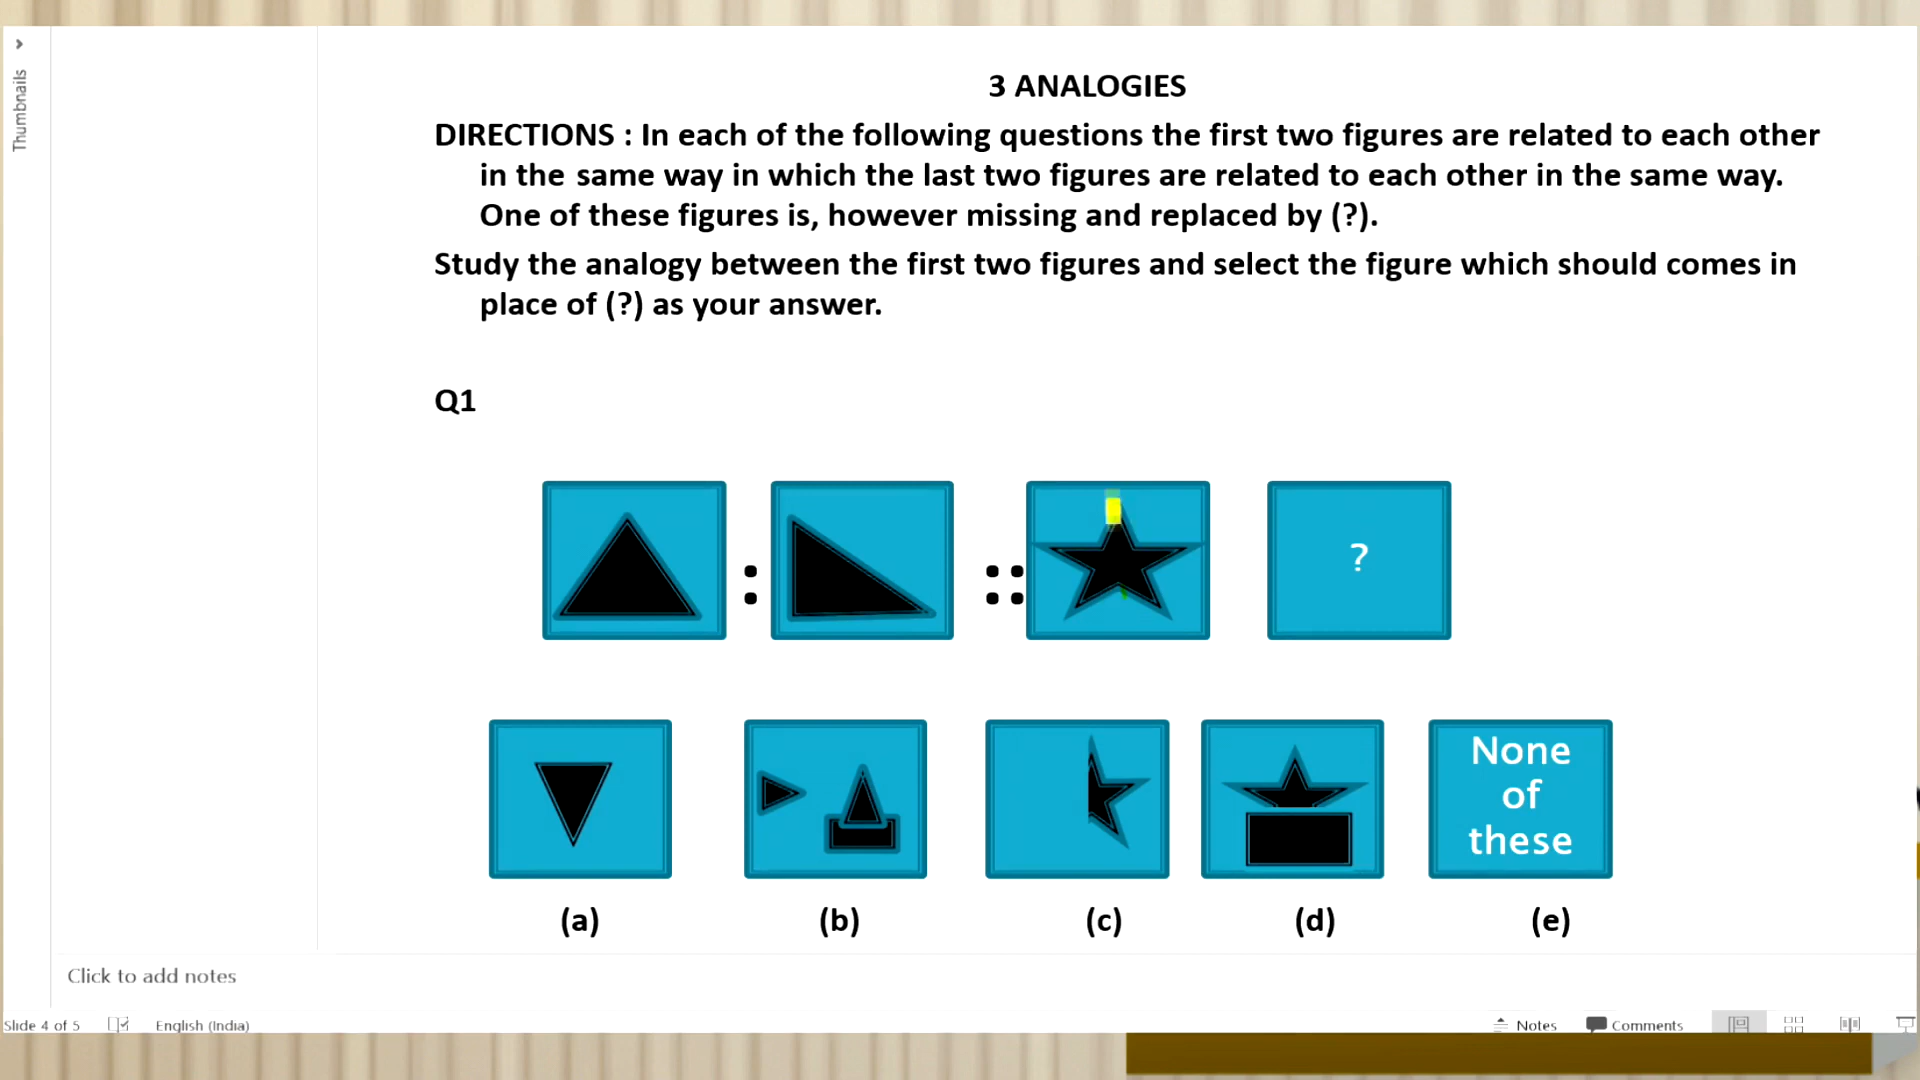 Thumbnails
3 ANALOGIES
DIRECTIONS : In each of the following questions the first two figures are related to each other
in the same way in which the last two figures are related to each other in the same way.
One of these figures is, however missing and replaced by (?).
Study the analogy between the first two figures and select the figure which should comes in
place of (?) as your answer.
Q1
: :: ?
None
of
these
(a) (b) (c) (d) (e)
Click to add notes
Slide 4 of 5 English (India) Notes Comments